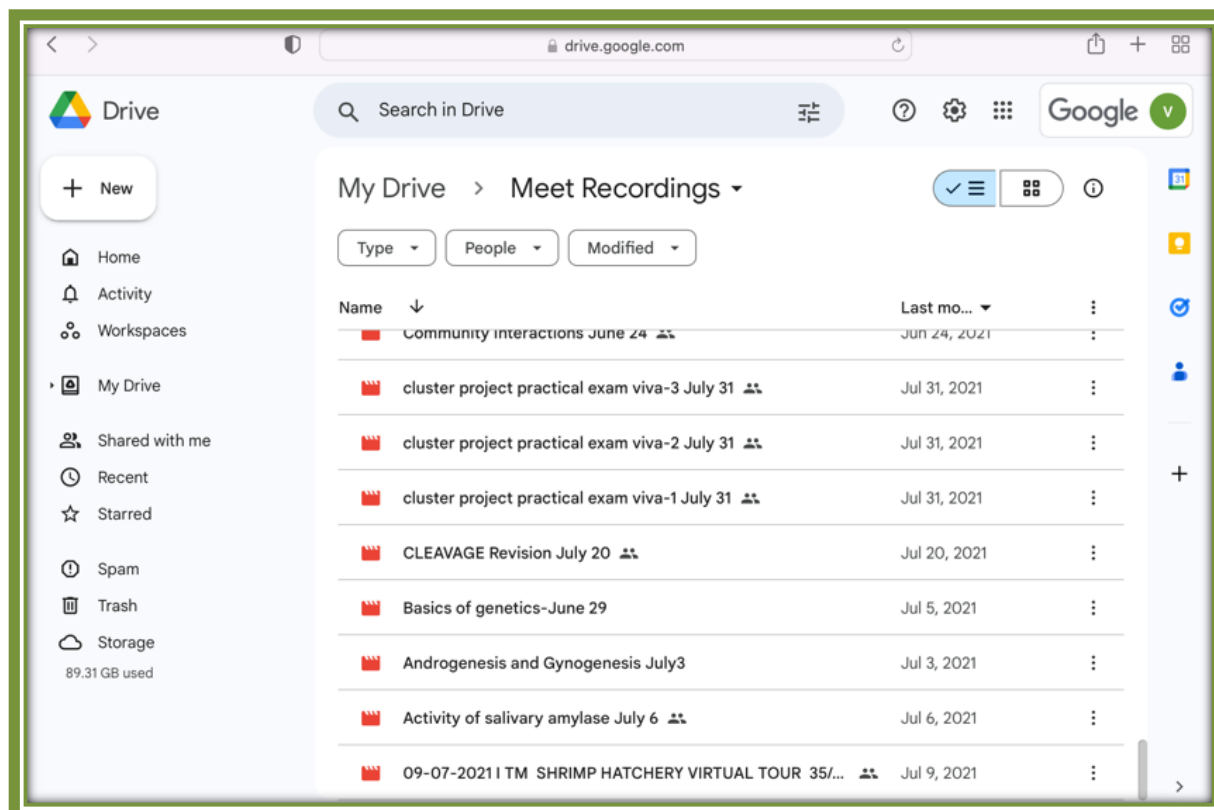 drive.google.com
Drive
Search in Drive
Google
V
New
My Drive > Meet Recordings
31
Type
People
Modified
Home
Activity
Workspaces
My Drive
Shared with me
Recent
Starred
Spam
Trash
Storage
89.31 GB used
Name
Last mo...
Community Interactions June 24
Jun 24, 2021
cluster project practical exam viva-3 July 31
Jul 31, 2021
cluster project practical exam viva-2 July 31
Jul 31, 2021
cluster project practical exam viva-1 July 31
Jul 31, 2021
CLEAVAGE Revision July 20
Jul 20, 2021
Basics of genetics-June 29
Jul 5, 2021
Androgenesis and Gynogenesis July3
Jul 3, 2021
Activity of salivary amylase July 6
Jul 6, 2021
09-07-2021 I TM SHRIMP HATCHERY VIRTUAL TOUR 35/...
Jul 9, 2021